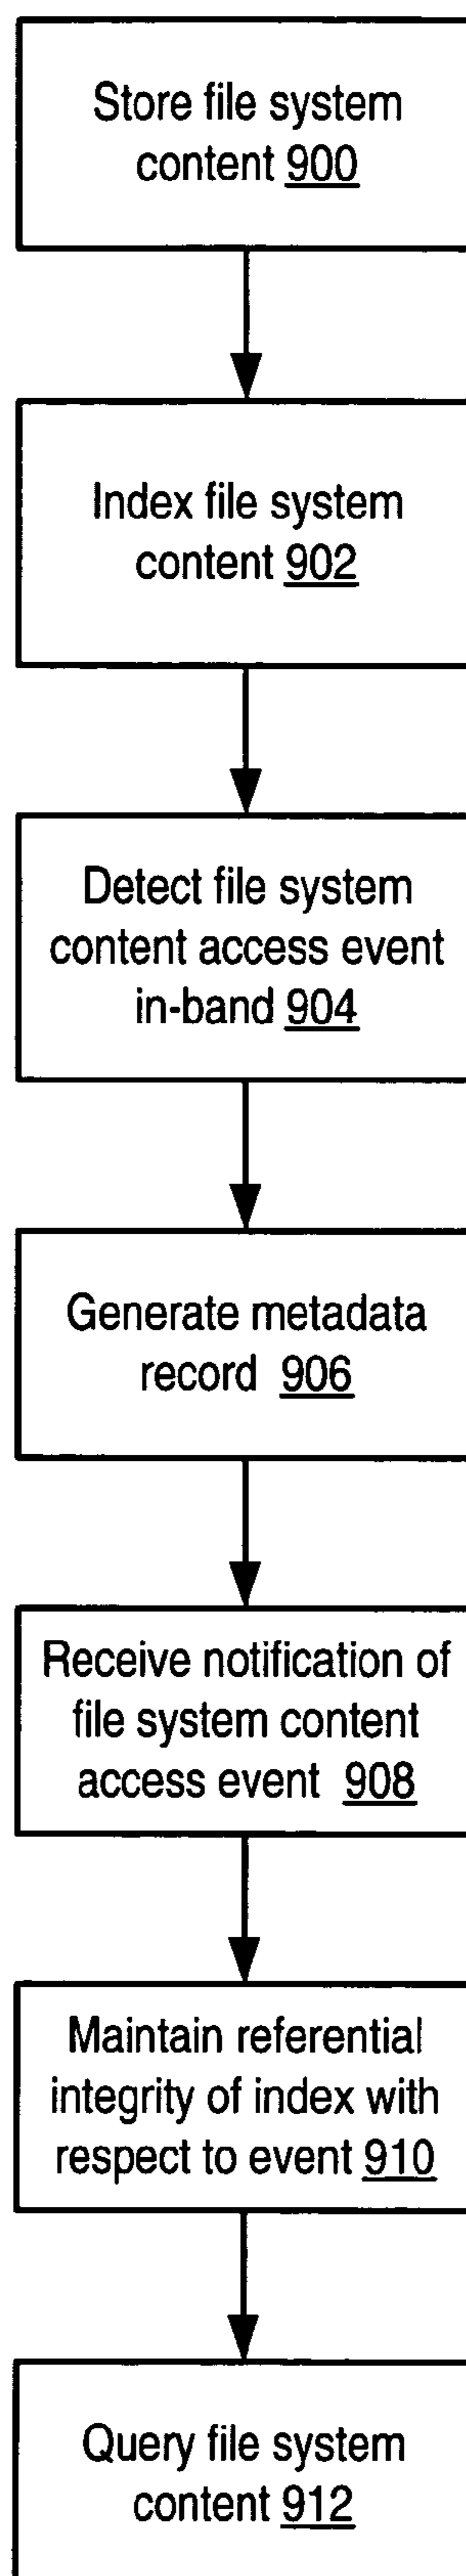 Store file system
content 900
Index file system
content 902
Detect file system
content access event
in-band 904
Generate metadata
record 906
Receive notification of
file system content
access event 908
Maintain referential
integrity of index with
respect to event 910
Query file system
content 912